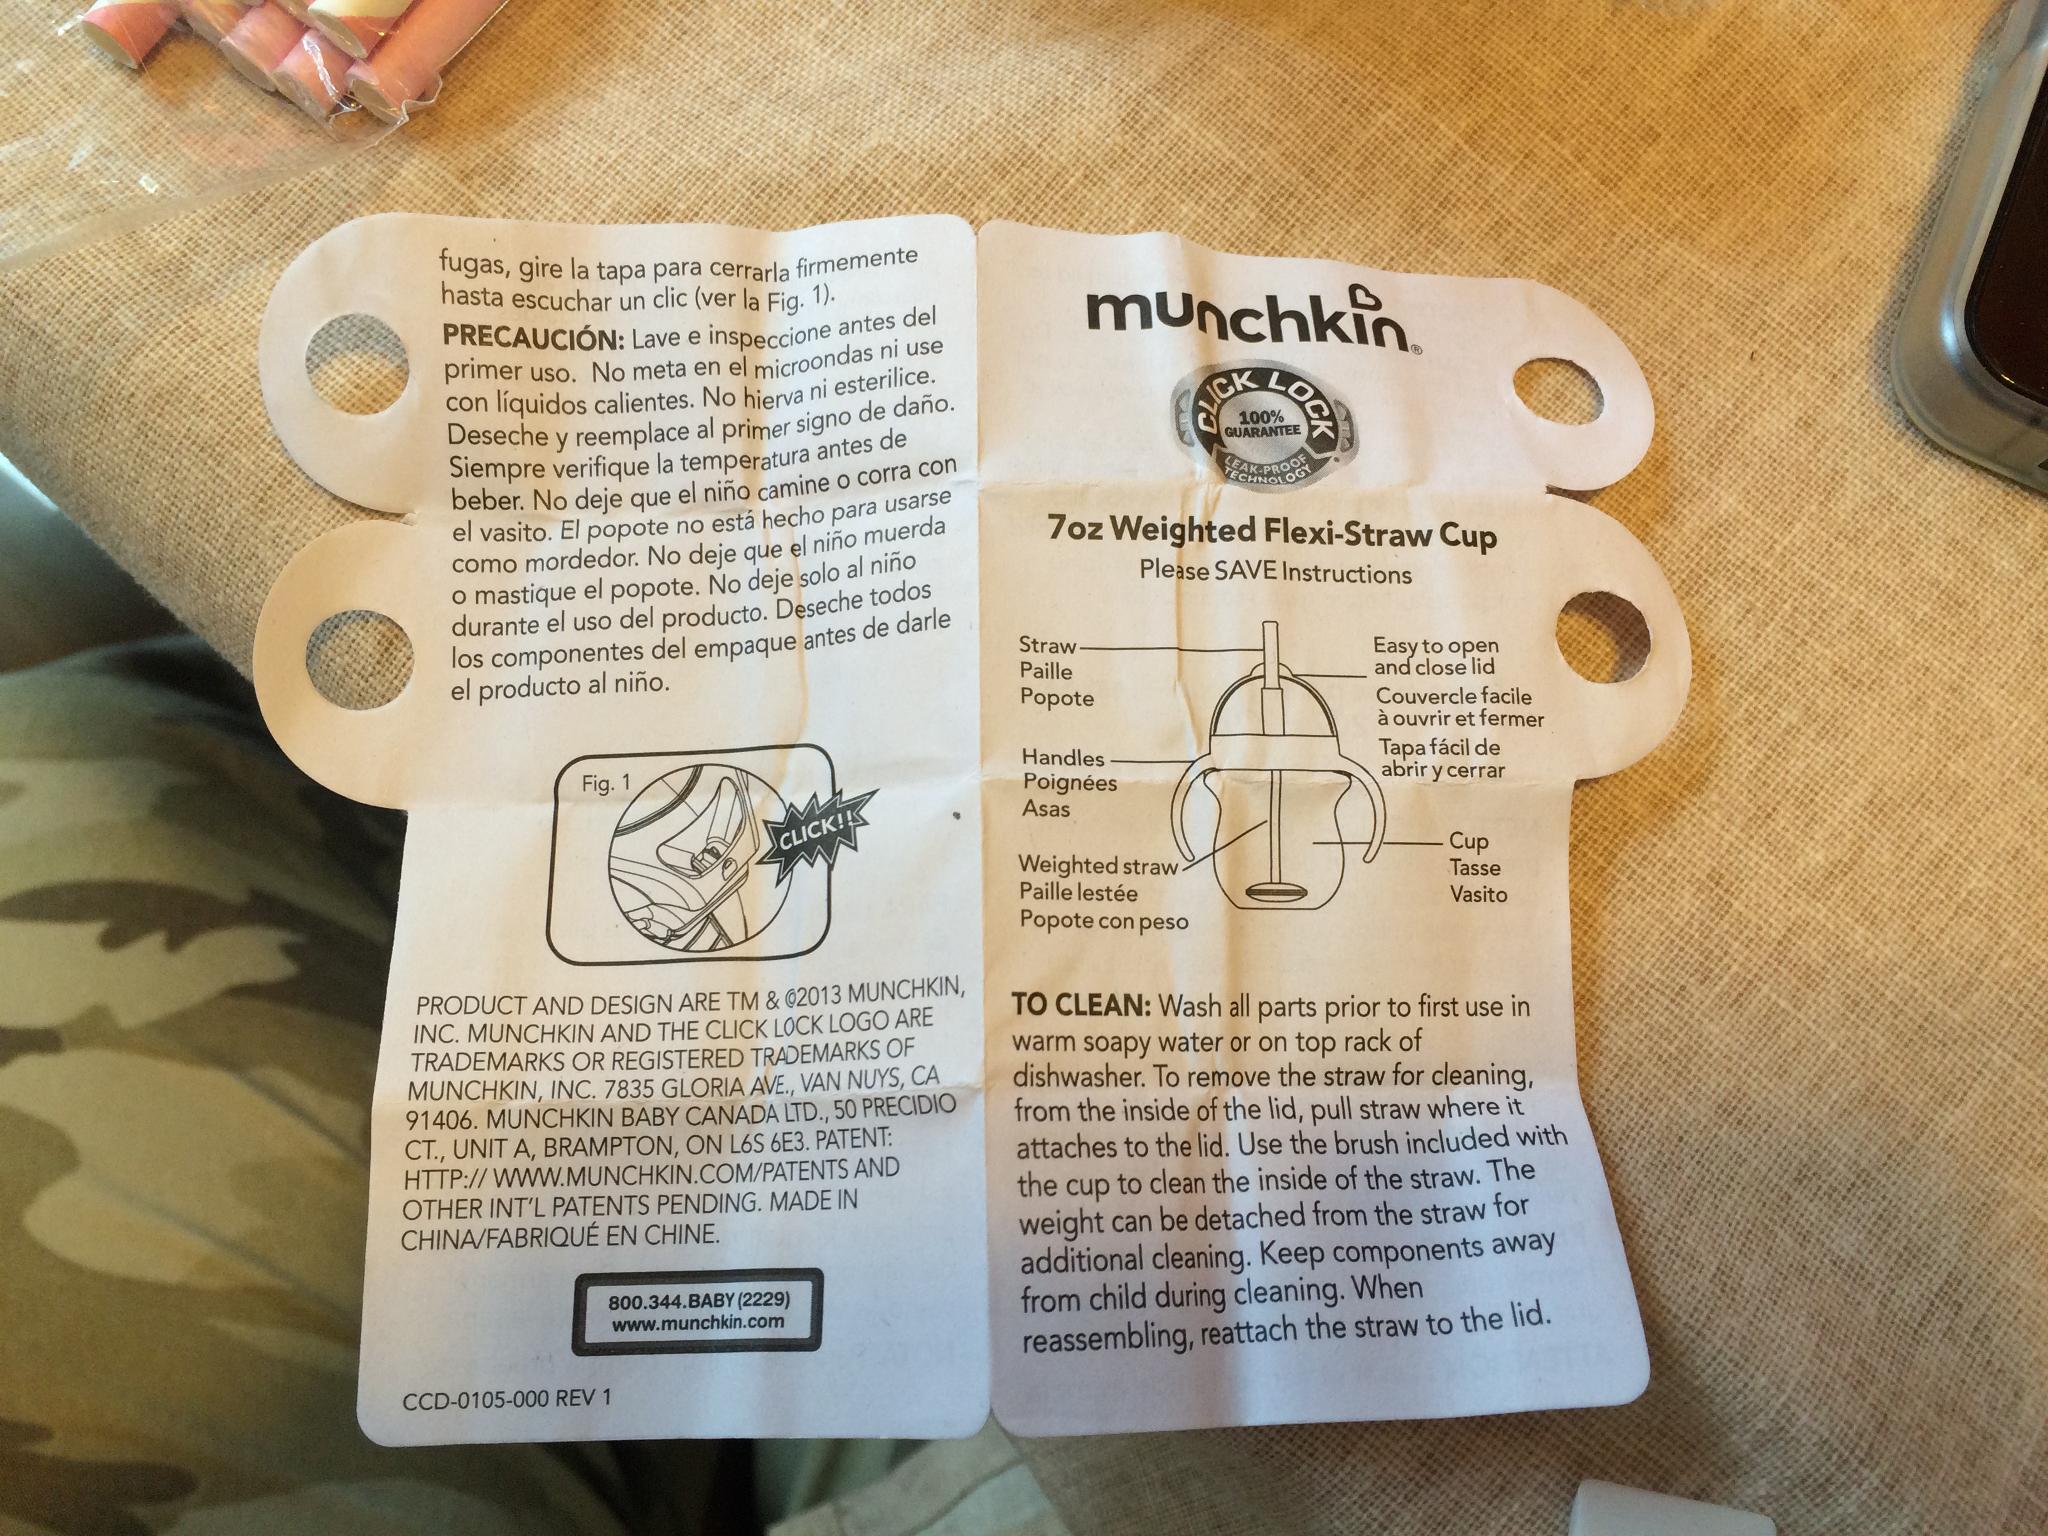 fugas, gire la tapa para cerrarla firmemente
hasta escuchar un clic (ver la Fig. 1).
PRECAUCIÓN: Lave e inspeccione antes del
primer uso. No meta en el microondas ni use
con líquidos calientes. No hierva ni esterilice.
Deseche y reemplace al primer signo de daño.
Siempre verifique la temperatura antes de
beber. No deje que el niño camine o corra con
el vasito. El popote no está hecho para usarse
como mordedor. No deje que el niño muerda
o mastique el popote. No deje solo al niño
durante el uso del producto. Deseche todos
los componentes del empaque antes de darle
el producto al niño.
Fig. 1
CLICK!!
PRODUCT AND DESIGN ARE TM & ©2013 MUNCHKIN,
INC. MUNCHKIN AND THE CLICK LOCK LOGO ARE
TRADEMARKS OR REGISTERED TRADEMARKS OF
MUNCHKIN, INC. 7835 GLORIA AVE., VAN NUYS, CA
91406. MUNCHKIN BABY CANADA LTD., 50 PRECIDIO
CT., UNIT A, BRAMPTON, ON L6S 6E3. PATENT:
HTTP:// WWW.MUNCHKIN.COM/PATENTS AND
OTHER INT'L PATENTS PENDING. MADE IN
CHINA/FABRIQUÉ EN CHINE.
800.344.BABY (2229)
www.munchkin.com
CCD-0105-000 REV 1
munchkin®
CLICK LOCK
100%
GUARANTEE
LEAK-PROOF
TECHNOLOGY
7oz Weighted Flexi-Straw Cup
Please SAVE Instructions
Straw
Paille
Popote
Easy to open
and close lid
Couvercle facile
à ouvrir et fermer
Tapa fácil de
abrir y cerrar
Handles
Poignées
Asas
Weighted straw
Paille lestée
Popote con peso
Cup
Tasse
Vasito
TO CLEAN: Wash all parts prior to first use in
warm soapy water or on top rack of
dishwasher. To remove the straw for cleaning,
from the inside of the lid, pull straw where it
attaches to the lid. Use the brush included with
the cup to clean the inside of the straw. The
weight can be detached from the straw for
additional cleaning. Keep components away
from child during cleaning. When
reassembling, reattach the straw to the lid.